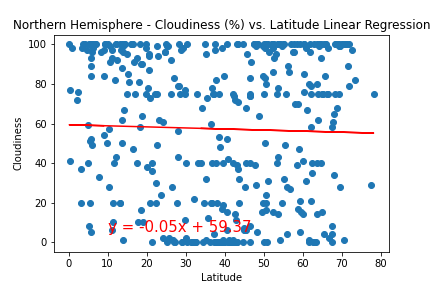 Northern Hemisphere - Cloudiness (%) vs. Latitude Linear Regression
100
80
60
40
20
0
Cloudiness
y = -0.05x + 59.37
0 10 20 30 40 50 60 70 80
Latitude